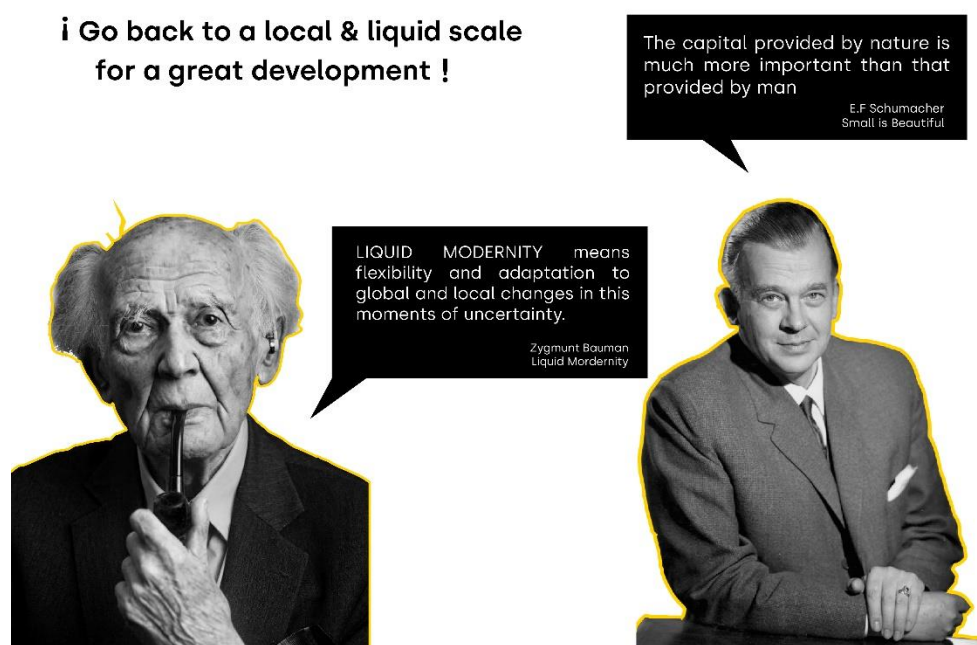 ¡ Go back to a local & liquid scale
for a great development !
The capital provided by nature is
much more important than that
provided by man
E.F Schumacher
Small is Beautiful
LIQUID MODERNITY means
flexibility and adaptation to
global and local changes in this
moments of uncertainty.
Zygmunt Bauman
Liquid Mordernity